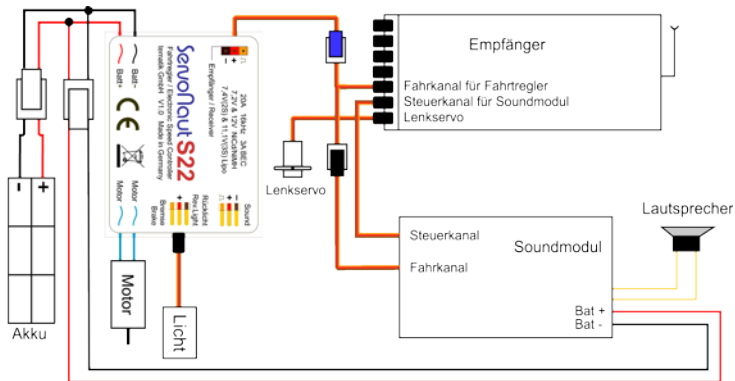 Empfänger
Fahrkanal für Fahrtregler
Steuerkanal für Soundmodul
Lenkservo
Batt+
Batt-
ServoNaut S22
Fahrtregler / Electronic Speed Controller
tematik GmbH V1.0 Made in Germany
20A 16kHz 3A BEC
7,2V & 12V NiCd/NiMH
7,4V(2S) & 11,1V(3S) Lipo
Empfänger / Receiver
- +
CE
Motor
Motor
Bremse
Brake
Rücklicht
Rev.Light
Sound
+ -
+ -
- +
Akku
Motor
Licht
Lenkservo
Steuerkanal
Fahrkanal
Soundmodul
Bat +
Bat -
Lautsprecher